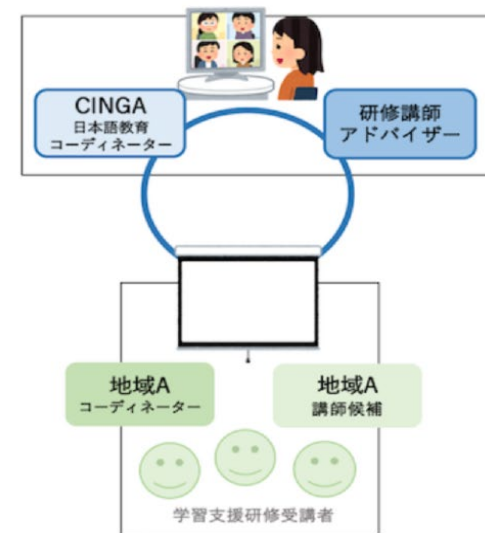 CINGA
日本語教育
コーディネーター
研修講師
アドバイザー
地域A
コーディネーター
地域A
講師候補
学習支援研修受講者